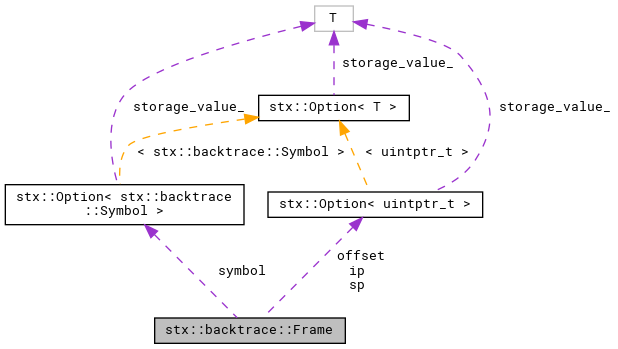 T
storage_value_
stx::Option< T >
storage_value_
storage_value_
< stx::backtrace::Symbol >
< uintptr_t >
stx::Option< stx::backtrace
::Symbol >
stx::Option< uintptr_t >
symbol
offset
ip
sp
stx::backtrace::Frame